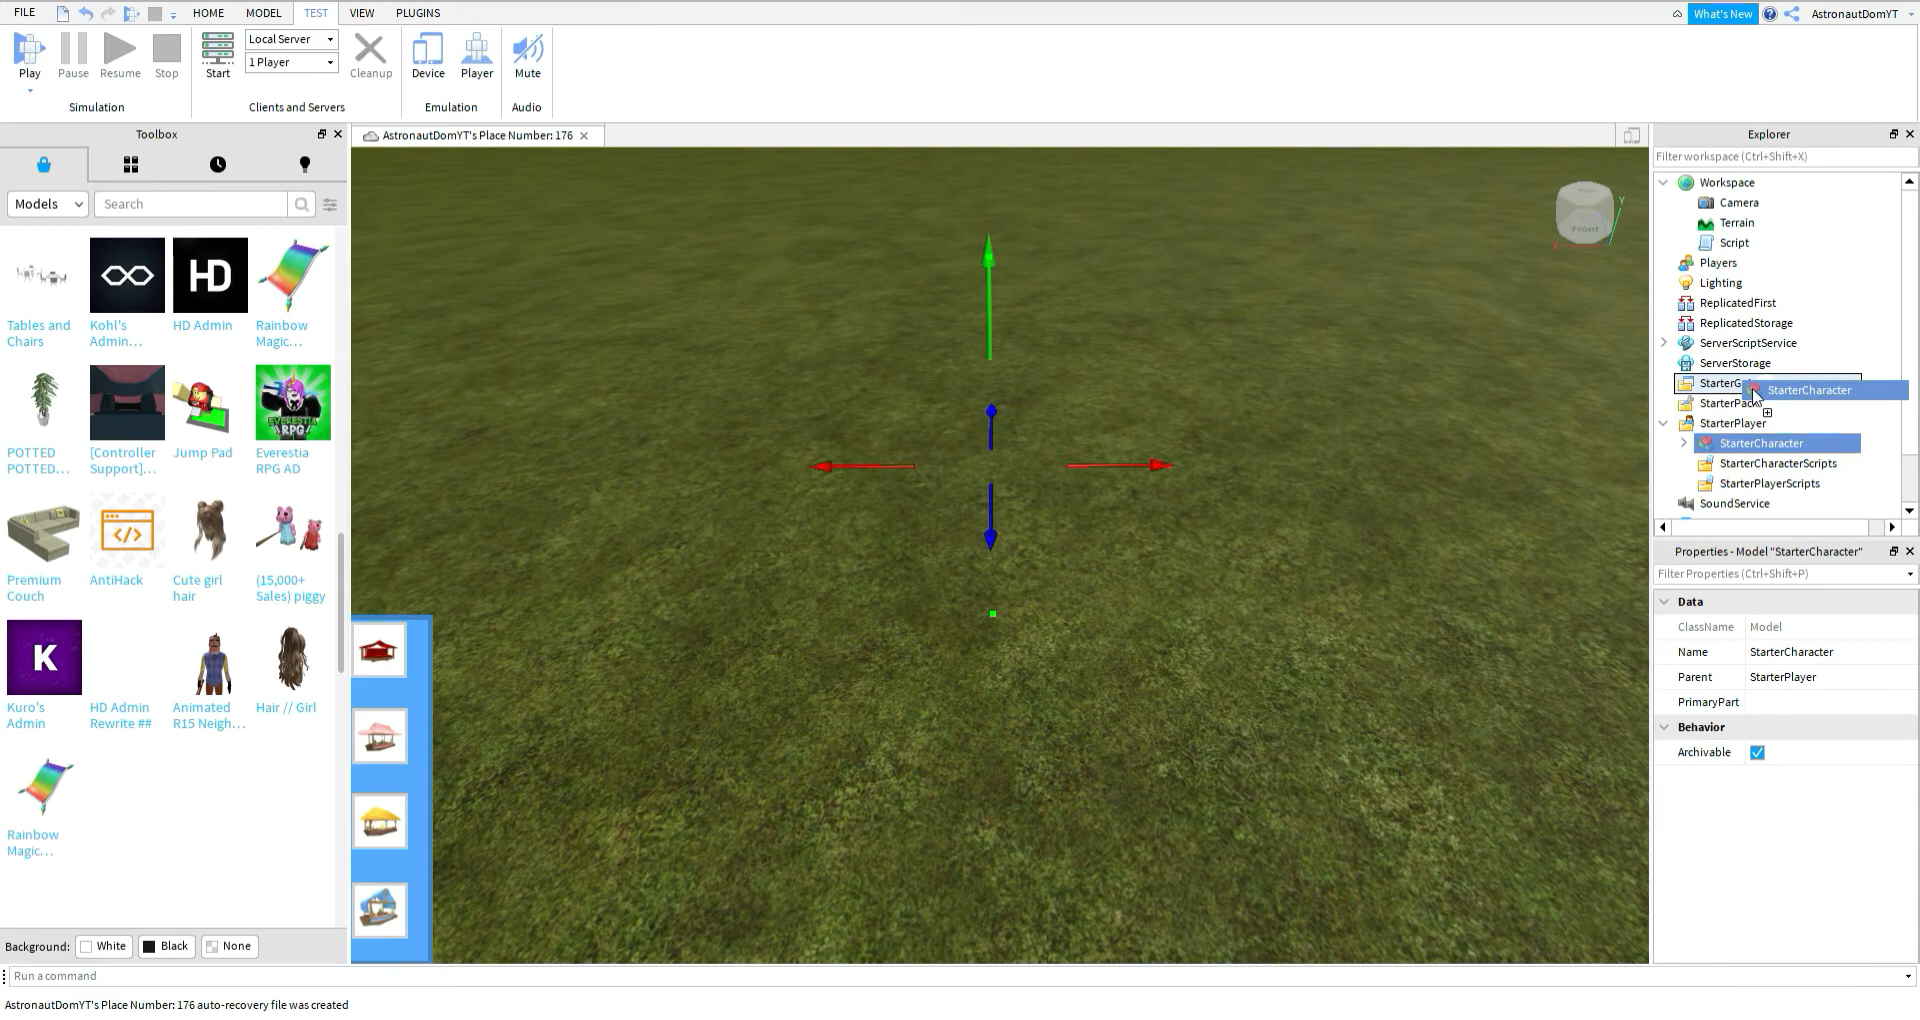 FILE
HOME
MODEL
TEST
VIEW
PLUGINS
What's New
AstronautDomYT
Play
Pause
Resume
Stop
Simulation
Start
Local Server
1 Player
Cleanup
Clients and Servers
Device
Player
Emulation
Mute
Audio
Toolbox
Models
Search
Tables and
Chairs
Kohl's
Admin...
HD
HD Admin
Rainbow
Magic...
POTTED
POTTED...
[Controller
Support]...
Jump Pad
EVERESTIA
RPG
Everestia
RPG AD
Premium
Couch
AntiHack
Cute girl
hair
(15,000+
Sales) piggy
K
Kuro's
Admin
HD Admin
Rewrite ##
Animated
R15 Neigh...
Hair // Girl
Rainbow
Magic...
Background:
White
Black
None
AstronautDomYT's Place Number: 176
Front
X
Y
Explorer
Filter workspace (Ctrl+Shift+X)
Workspace
Camera
Terrain
Script
Players
Lighting
ReplicatedFirst
ReplicatedStorage
ServerScriptService
ServerStorage
StarterG
StarterCharacter
StarterPac
StarterPlayer
StarterCharacter
StarterCharacterScripts
StarterPlayerScripts
SoundService
Properties - Model "StarterCharacter"
Filter Properties (Ctrl+Shift+P)
Data
ClassName Model
Name StarterCharacter
Parent StarterPlayer
PrimaryPart
Behavior
Archivable
Run a command
AstronautDomYT's Place Number: 176 auto-recovery file was created